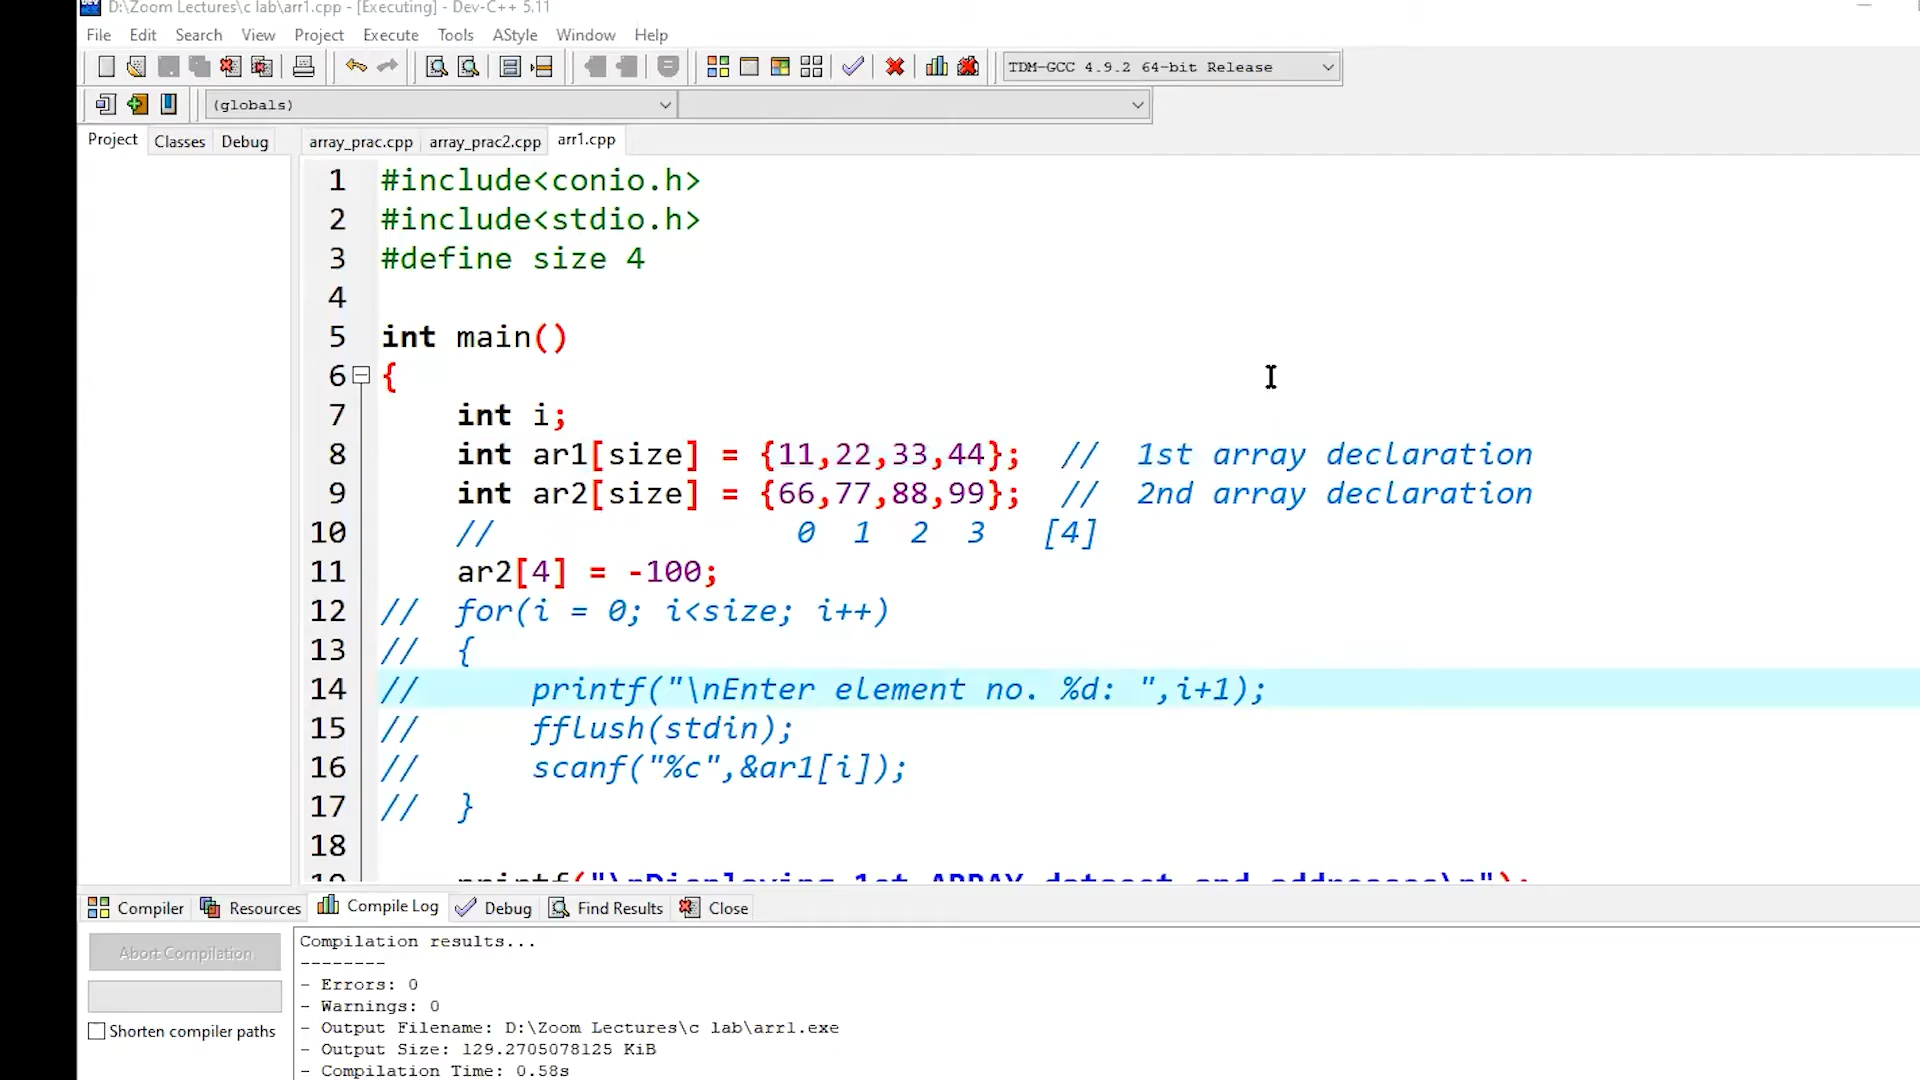 D:\Zoom Lectures\c lab\arr1.cpp - [Executing] - Dev-C++ 5.11
File Edit Search View Project Execute Tools AStyle Window Help
TDM-GCC 4.9.2 64-bit Release
(globals)
Project Classes Debug array_prac.cpp array_prac2.cpp arr1.cpp
1 #include<conio.h>
2 #include<stdio.h>
3 #define size 4
4
5 int main()
6 {
7 int i;
8 int ar1[size] = {11,22,33,44}; // 1st array declaration
9 int ar2[size] = {66,77,88,99}; // 2nd array declaration
10 // 0 1 2 3 [4]
11 ar2[4] = -100;
12 // for(i = 0; i<size; i++)
13 // {
14 // printf("\nEnter element no. %d: ",i+1);
15 // fflush(stdin);
16 // scanf("%c",&ar1[i]);
17 // }
18
19 printf("\nDisplaying 1st ARRAY dataset and addresses\n");
Compiler Resources Compile Log Debug Find Results Close
Abort Compilation
Shorten compiler paths
Compilation results...
--------
- Errors: 0
- Warnings: 0
- Output Filename: D:\Zoom Lectures\c lab\arr1.exe
- Output Size: 129.2705078125 KiB
- Compilation Time: 0.58s